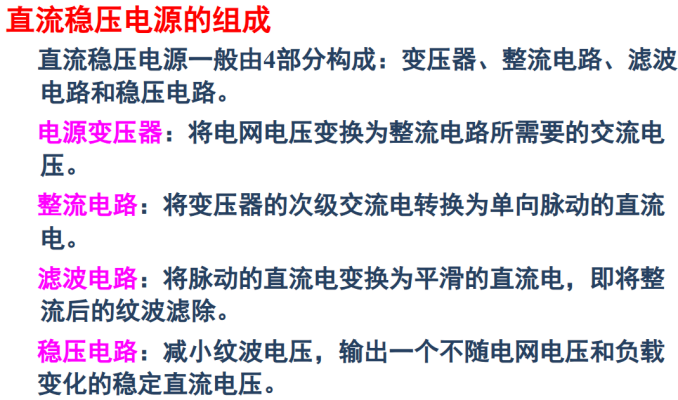 直流稳压电源的组成
直流稳压电源一般由4部分构成：变压器、整流电路、滤波
电路和稳压电路。
电源变压器：将电网电压变换为整流电路所需要的交流电
压。
整流电路：将变压器的次级交流电转换为单向脉动的直流
电。
滤波电路：将脉动的直流电变换为平滑的直流电，即将整
流后的纹波滤除。
稳压电路：减小纹波电压，输出一个不随电网电压和负载
变化的稳定直流电压。